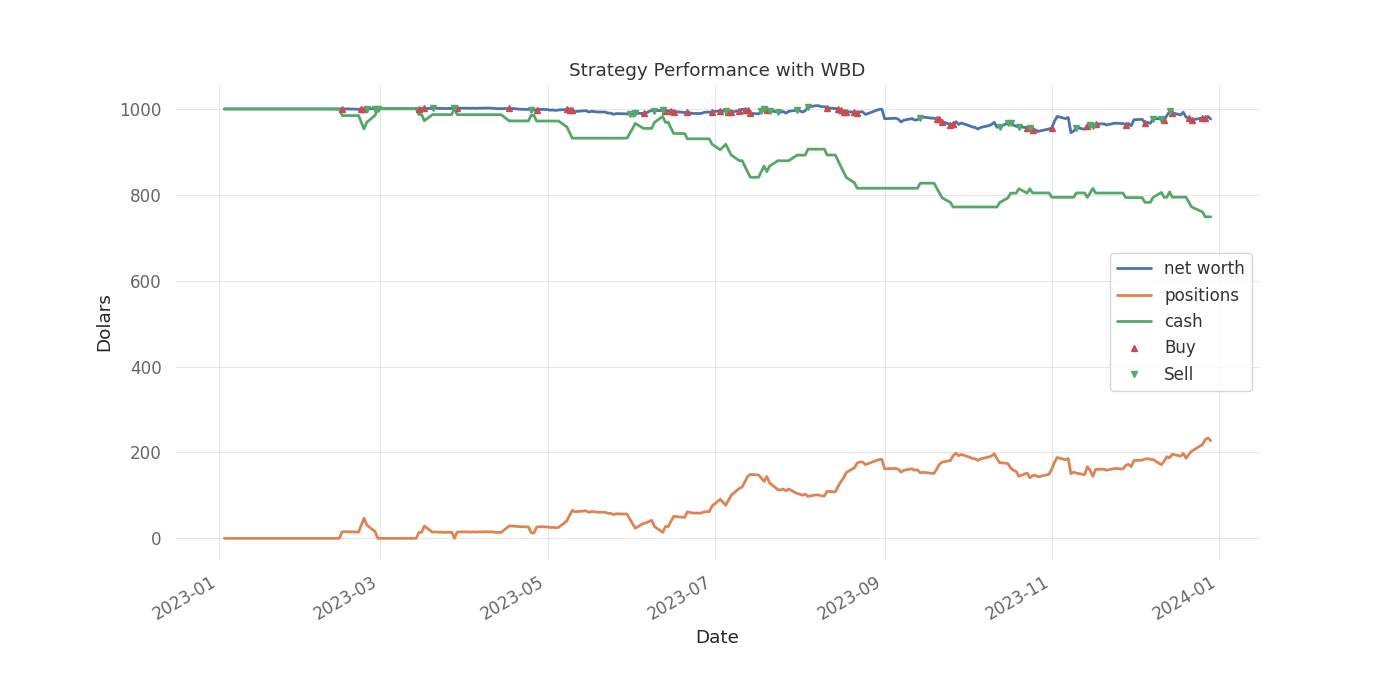 Strategy Performance with WBD
1000
800
600
400
200
0
Dolars
net worth
positions
cash
Buy
Sell
2023-01
2023-03
2023-05
2023-07
2023-09
2023-11
2024-01
Date